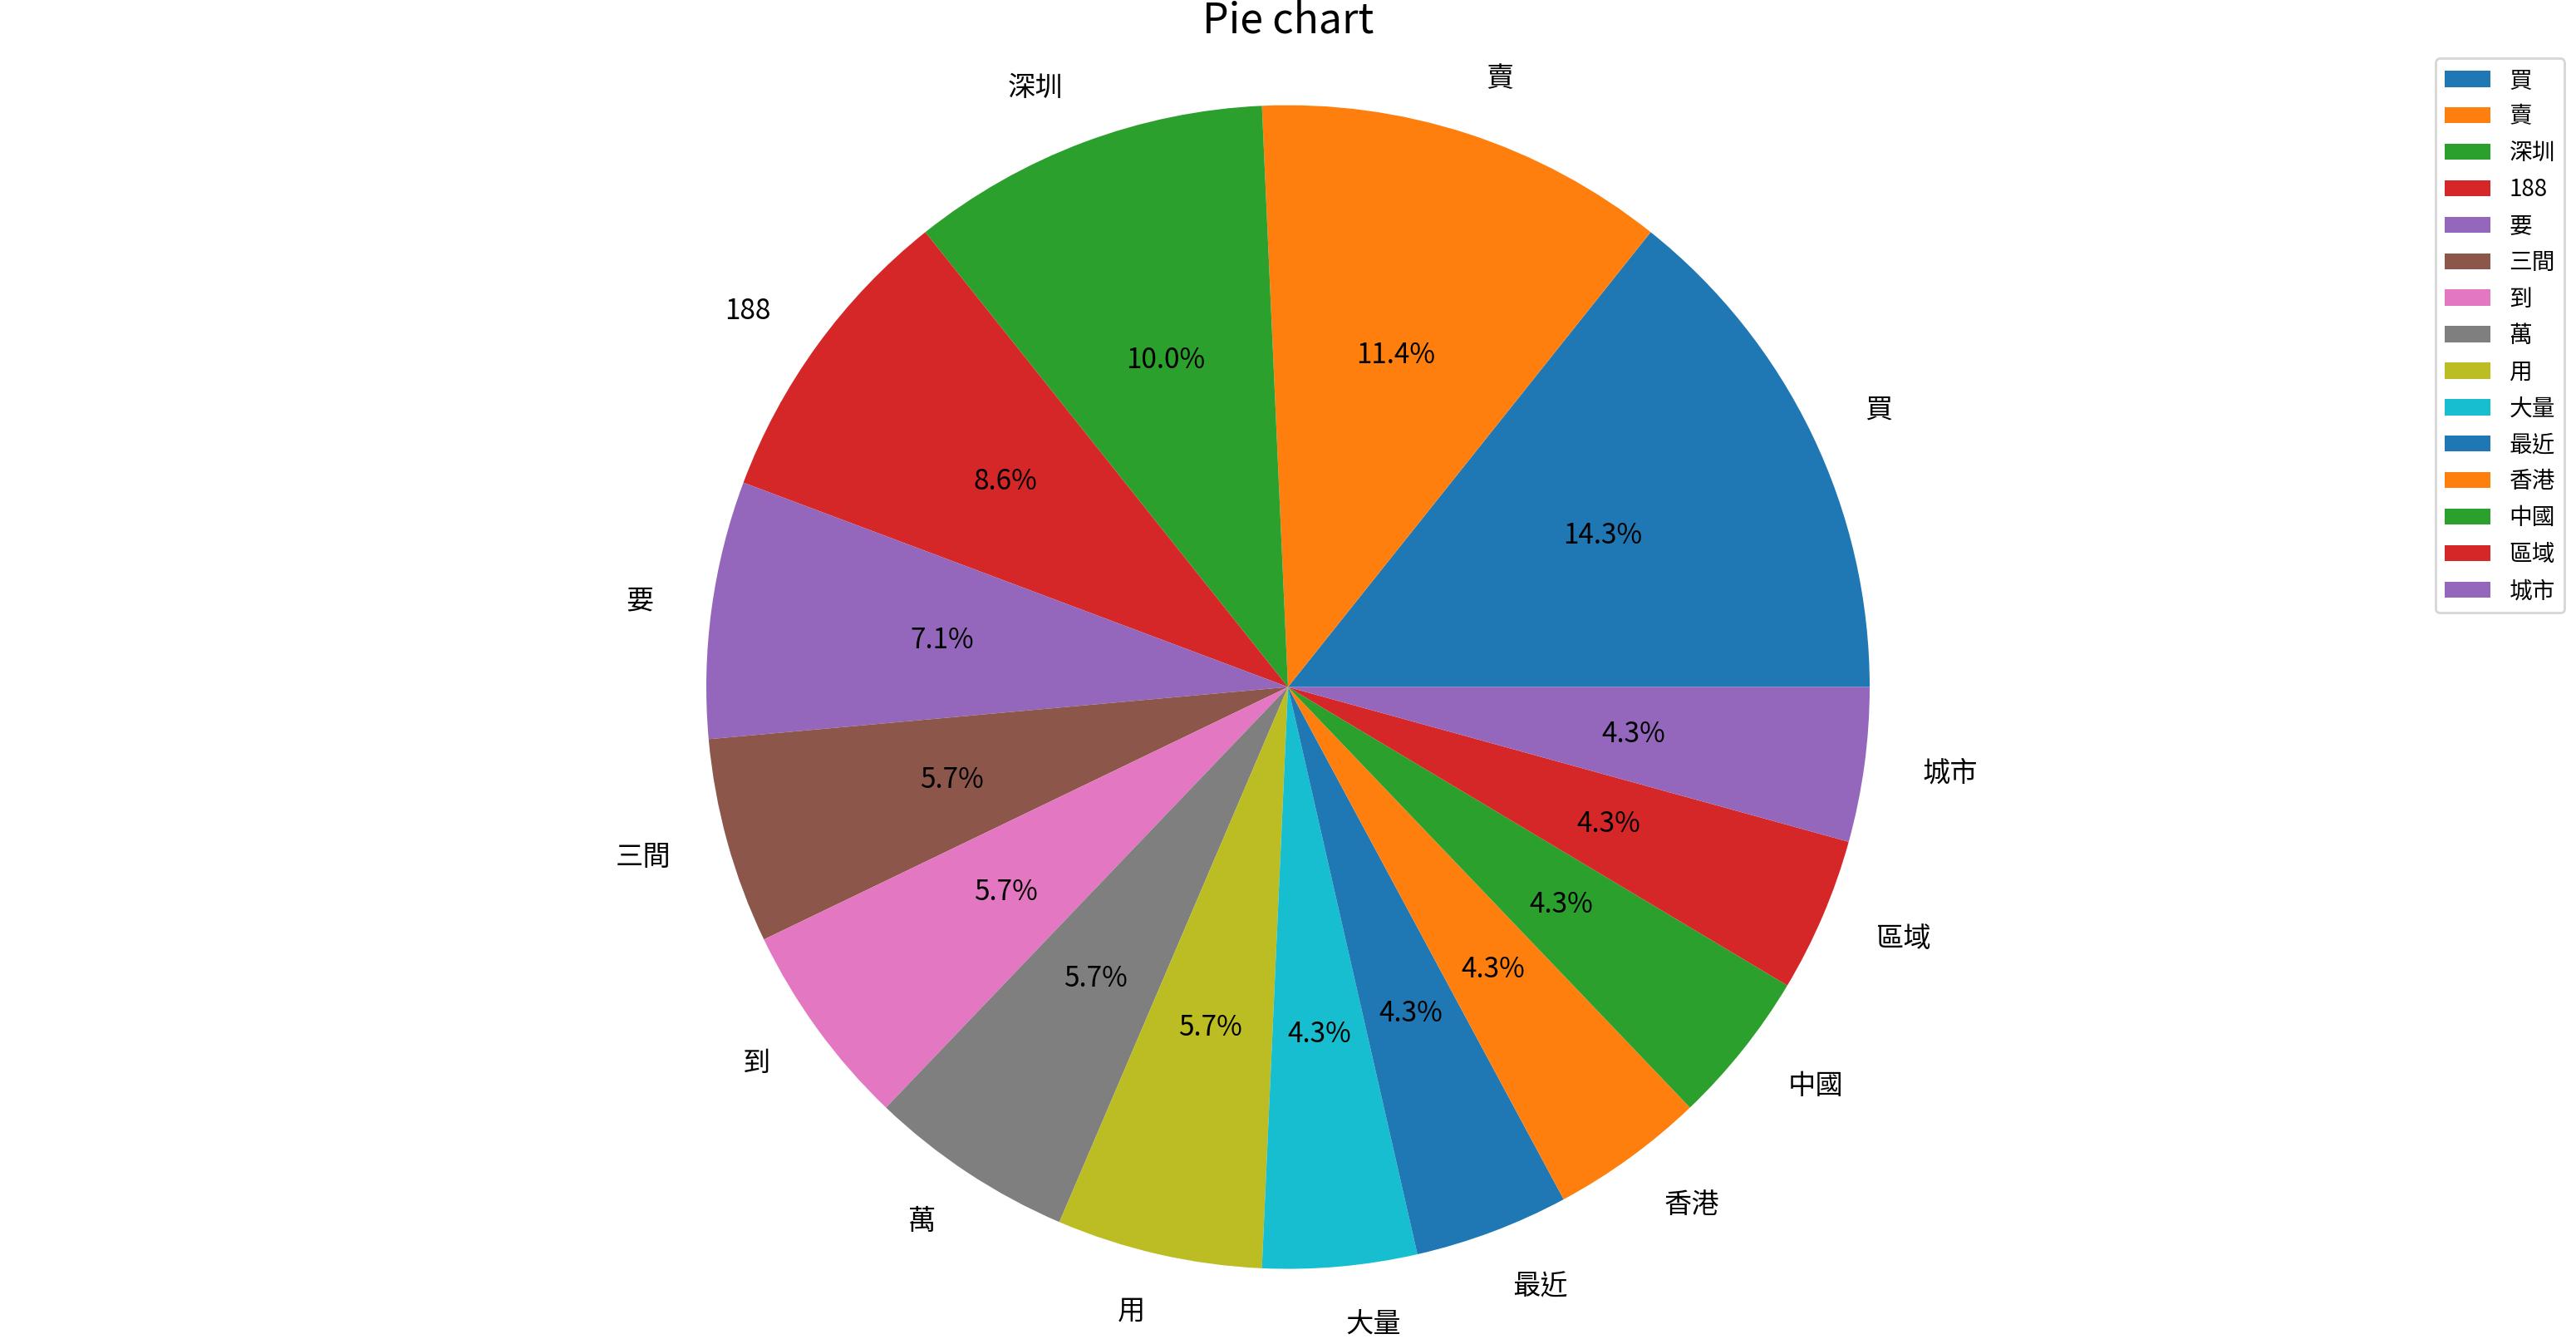 Pie chart
買
賣
深圳
188
要
三間
到
萬
用
大量
最近
香港
中國
區域
城市
14.3%
11.4%
10.0%
8.6%
7.1%
5.7%
5.7%
5.7%
5.7%
4.3%
4.3%
4.3%
4.3%
4.3%
4.3%
買
賣
深圳
188
要
三間
到
萬
用
大量
最近
香港
中國
區域
城市